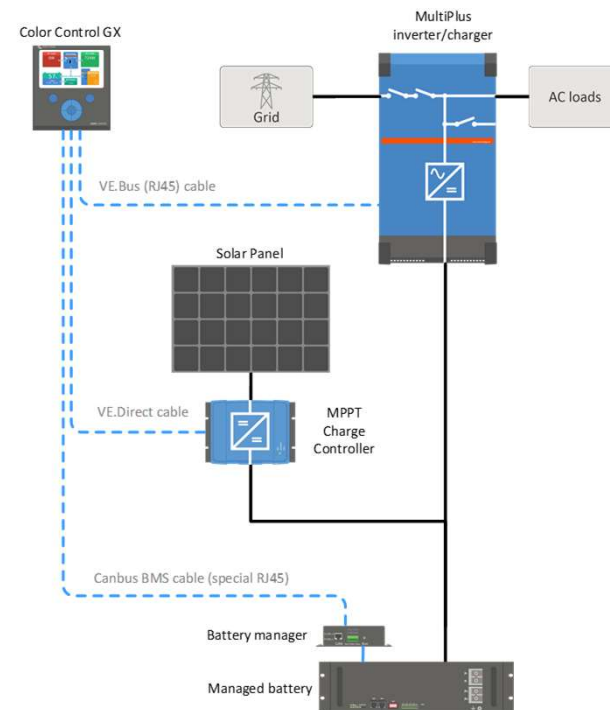 MultiPlus
inverter/charger
Color Control GX
Grid
AC loads
VE.Bus (RJ45) cable
Solar Panel
VE.Direct cable
MPPT
Charge
Controller
Canbus BMS cable (special RJ45)
Battery manager
Managed battery